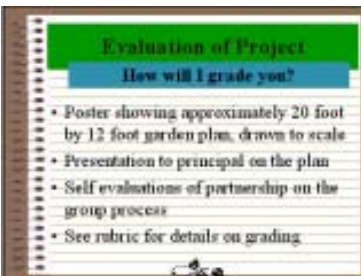 Evaluation of Project
How will I grade you?
• Poster showing approximately 20 foot
by 12 foot garden plan, drawn to scale
• Presentation to principal on the plan
• Self evaluations of partnership on the
group process
• See rubric for details on grading